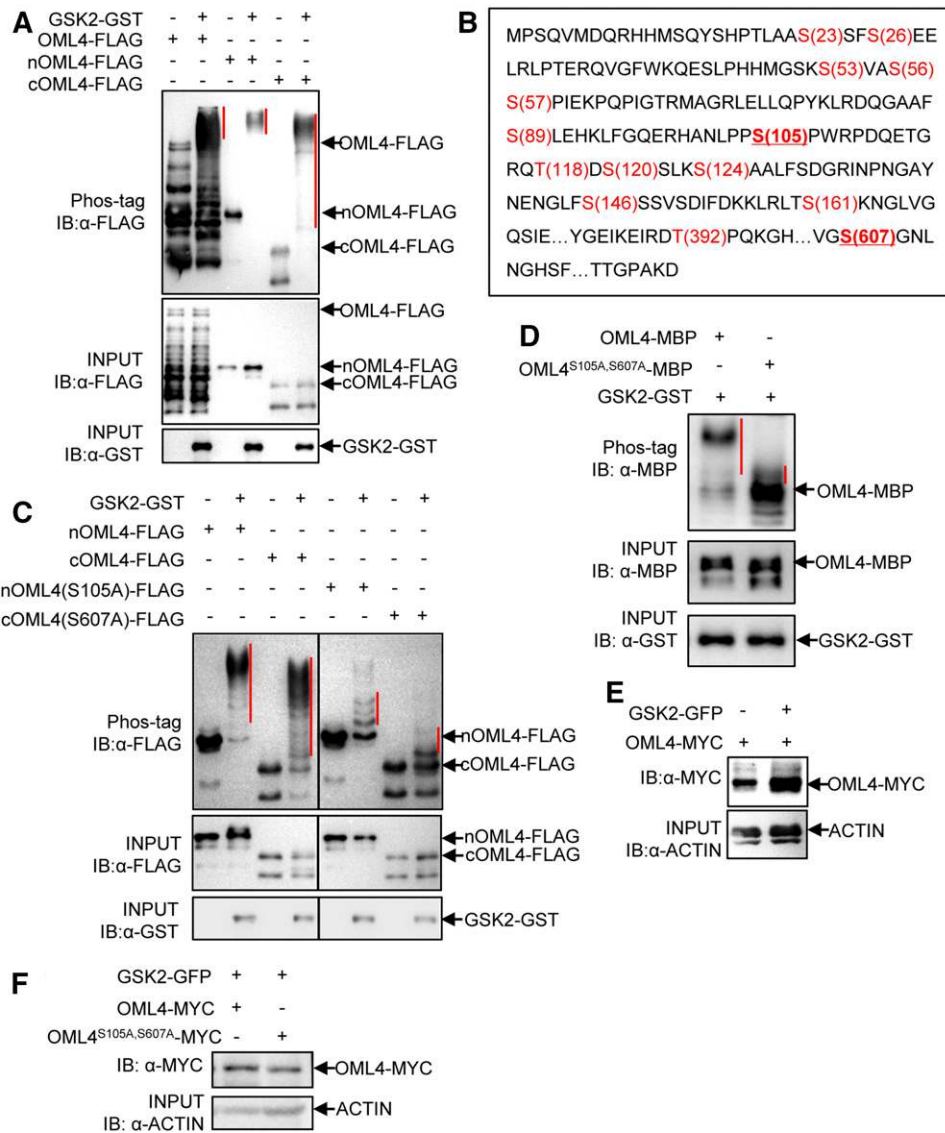 A
GSK2-GST - + - + - +
OML4-FLAG + + - - - -
nOML4-FLAG - - + + - -
cOML4-FLAG - - - - + +
Phos-tag
IB:α-FLAG
OML4-FLAG
nOML4-FLAG
cOML4-FLAG
INPUT
IB:α-FLAG
OML4-FLAG
nOML4-FLAG
cOML4-FLAG
INPUT
IB:α-GST
GSK2-GST
B
MPSQVMDQRHHMSQYSHPTLAAS(23)SFS(26)EE
LRLPTERQVGFWKQESLPHHMGSKS(53)VAS(56)
S(57)PIEKPQPIGTRMAGRLELLQPYKLRDQGAAF
S(89)LEHKLFGQERHANLPPS(105)PWRPDQETG
RQT(118)DS(120)SLKS(124)AALFSDGRINPNGAY
NENGLFS(146)SSVSDIFDKKLRLTS(161)KNGLVG
QSIE...YGEIKEIRDT(392)PQKGH...VGS(607)GNL
NGHSF...TTGPAKD
C
GSK2-GST - + - + - + - +
nOML4-FLAG + + - - - - - -
cOML4-FLAG - - + + - - - -
nOML4(S105A)-FLAG - - - - + + - -
cOML4(S607A)-FLAG - - - - - - + +
Phos-tag
IB:α-FLAG
nOML4-FLAG
cOML4-FLAG
INPUT
IB:α-FLAG
nOML4-FLAG
cOML4-FLAG
INPUT
IB:α-GST
GSK2-GST
D
OML4-MBP + -
OML4S105A,S607A-MBP - +
GSK2-GST + +
Phos-tag
IB: α-MBP
OML4-MBP
INPUT
IB: α-MBP
OML4-MBP
INPUT
IB: α-GST
GSK2-GST
E
GSK2-GFP - +
OML4-MYC + +
IB:α-MYC
OML4-MYC
INPUT
IB:α-ACTIN
ACTIN
F
GSK2-GFP + +
OML4-MYC + -
OML4S105A,S607A-MYC - +
IB: α-MYC
OML4-MYC
INPUT
IB: α-ACTIN
ACTIN